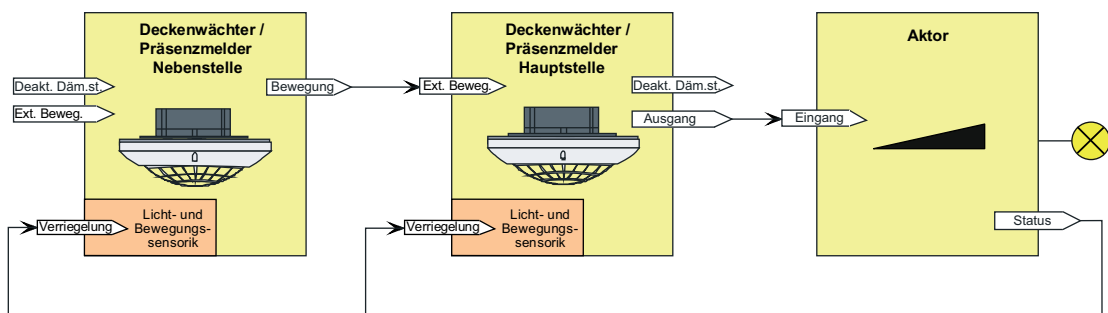 Deckenwächter /
Präsenzmelder
Nebenstelle
Deakt. Däm.st.
Ext. Beweg.
Bewegung
Verriegelung
Licht- und
Bewegungs-
sensorik
Deckenwächter /
Präsenzmelder
Hauptstelle
Ext. Beweg.
Deakt. Däm.st.
Ausgang
Verriegelung
Licht- und
Bewegungs-
sensorik
Aktor
Eingang
Status